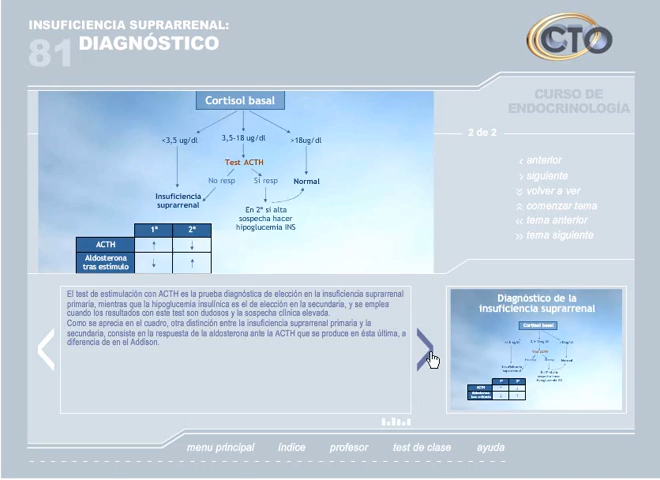 INSUFICIENCIA SUPRARRENAL:
81 DIAGNÓSTICO
CTO
CURSO DE
ENDOCRINOLOGÍA
2 de 2
anterior
siguiente
volver a ver
comenzar tema
tema anterior
tema siguiente
Cortisol basal
<3,5 ug/dl
3,5-18 ug/dl
>18ug/dl
Test ACTH
No resp
Si resp
Normal
Insuficiencia
suprarrenal
En 2ª si alta
sospecha hacer
hipoglucemia INS
1ª 2ª
ACTH ↑ ↓
Aldosterona
tras estímulo ↓ ↑
El test de estimulación con ACTH es la prueba diagnóstica de elección en la insuficiencia suprarrenal
primaria, mientras que la hipoglucemia insulínica es el de elección en la secundaria, y se emplea
cuando los resultados con este test son dudosos y la sospecha clínica elevada.
Como se aprecia en el cuadro, otra distinción entre la insuficiencia suprarrenal primaria y la
secundaria, consiste en la respuesta de la aldosterona ante la ACTH que se produce en ésta última, a
diferencia de en el Addison.
Diagnóstico de la
insuficiencia suprarrenal
Cortisol basal
menu principal índice profesor test de clase ayuda